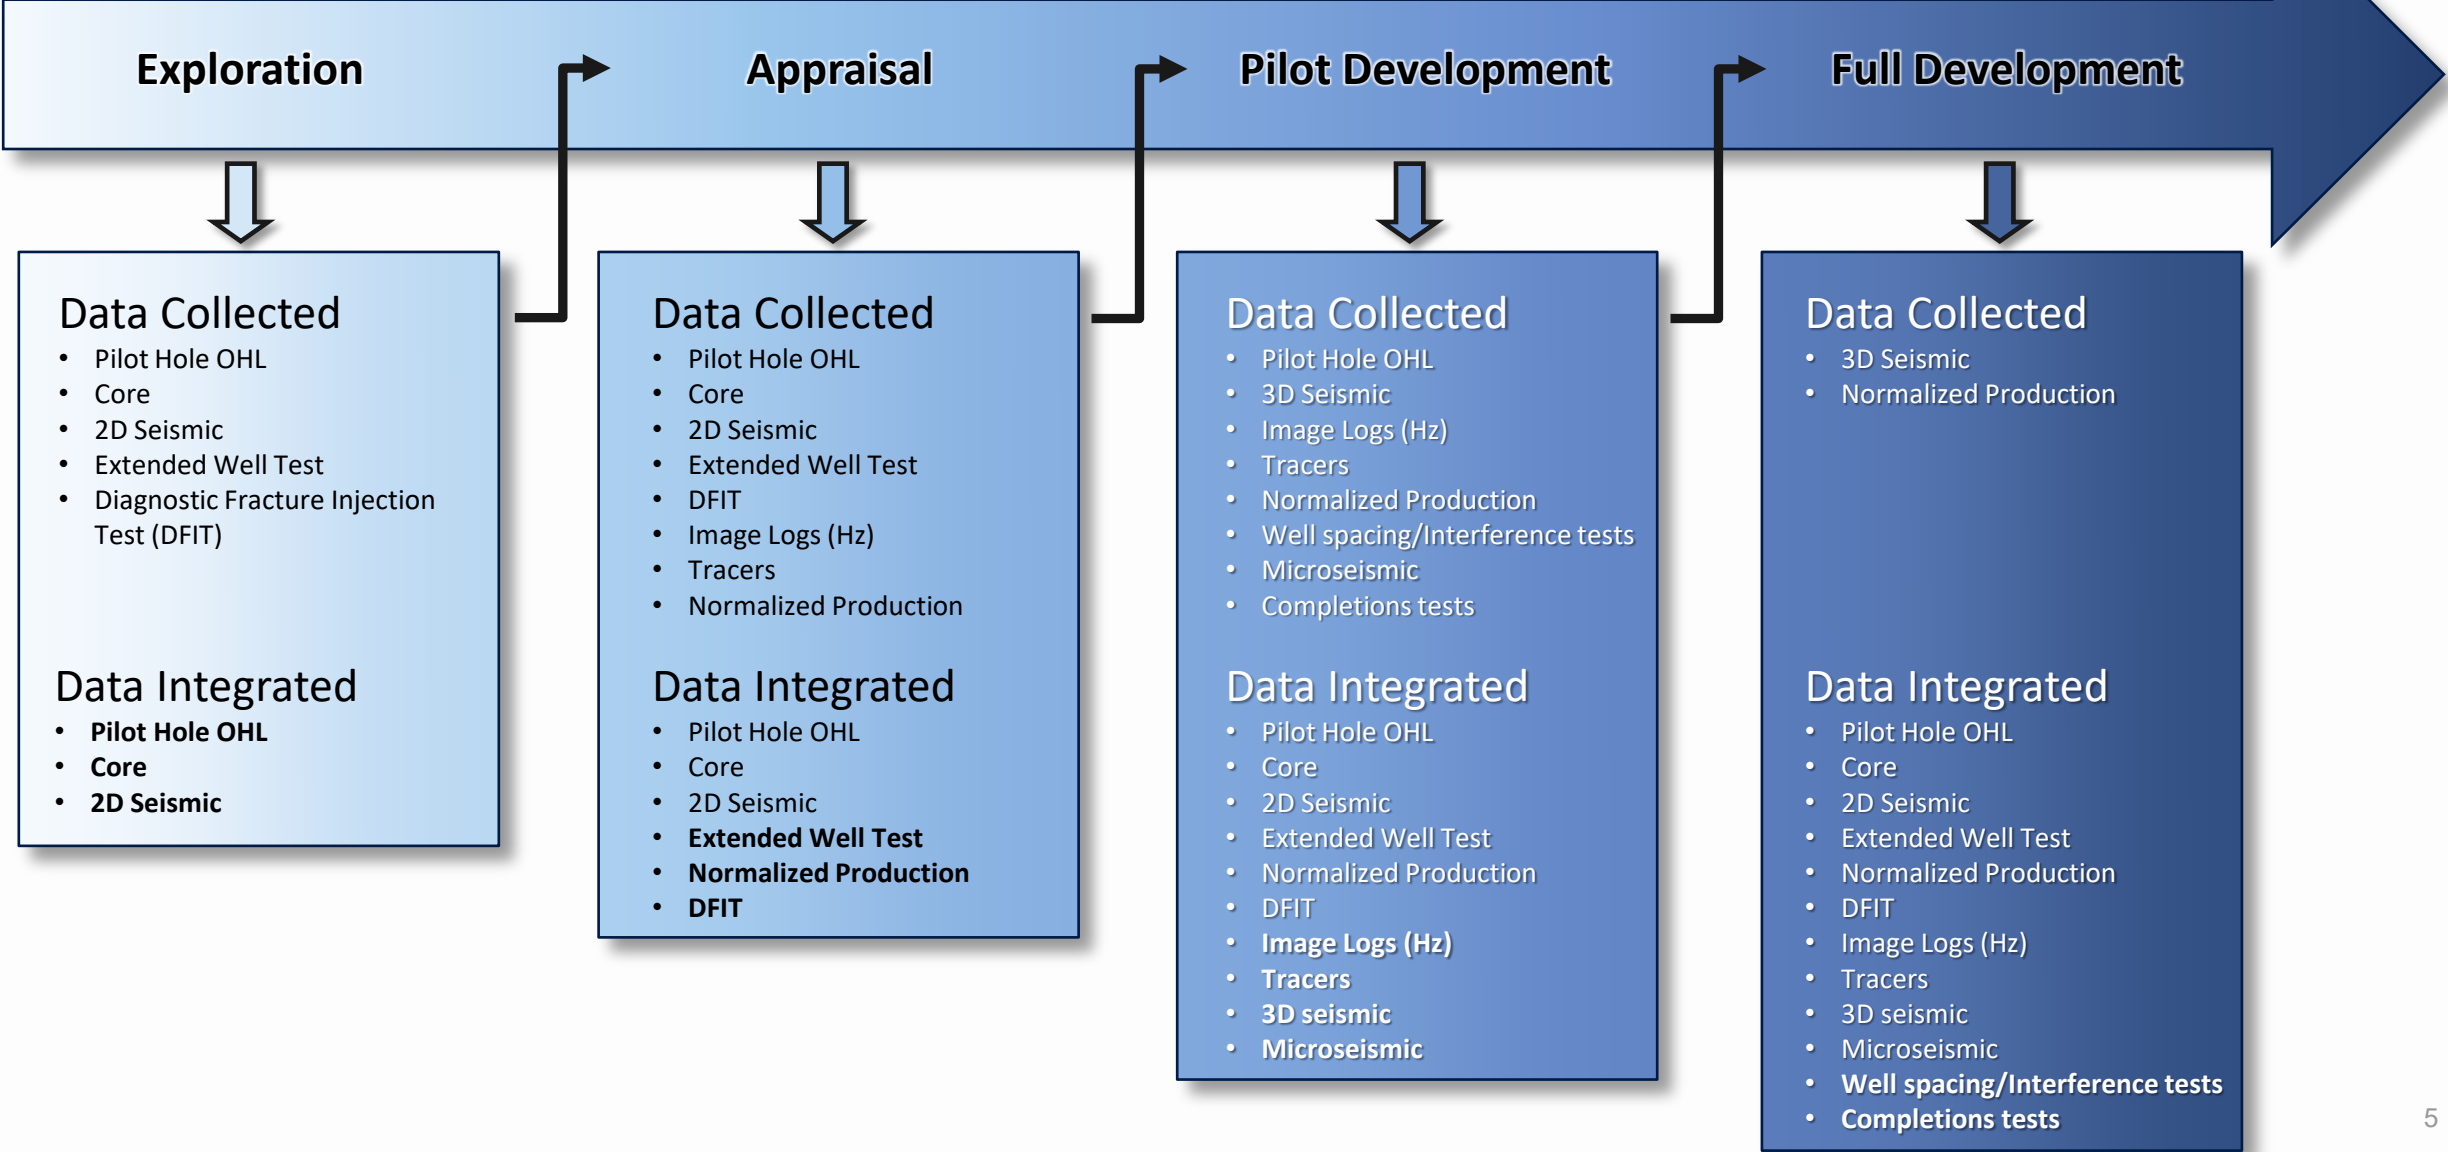 Exploration
Appraisal
Pilot Development
Full Development
Data Collected
• Pilot Hole OHL
• Core
• 2D Seismic
• Extended Well Test
• Diagnostic Fracture Injection
Test (DFIT)
Data Integrated
• Pilot Hole OHL
• Core
• 2D Seismic
Data Collected
• Pilot Hole OHL
• Core
• 2D Seismic
• Extended Well Test
• DFIT
• Image Logs (Hz)
• Tracers
• Normalized Production
Data Integrated
• Pilot Hole OHL
• Core
• 2D Seismic
• Extended Well Test
• Normalized Production
• DFIT
Data Collected
• Pilot Hole OHL
• 3D Seismic
• Image Logs (Hz)
• Tracers
• Normalized Production
• Well spacing/Interference tests
• Microseismic
• Completions tests
Data Integrated
• Pilot Hole OHL
• Core
• 2D Seismic
• Extended Well Test
• Normalized Production
• DFIT
• Image Logs (Hz)
• Tracers
• 3D seismic
• Microseismic
Data Collected
• 3D Seismic
• Normalized Production
Data Integrated
• Pilot Hole OHL
• Core
• 2D Seismic
• Extended Well Test
• Normalized Production
• DFIT
• Image Logs (Hz)
• Tracers
• 3D seismic
• Microseismic
• Well spacing/Interference tests
• Completions tests
5